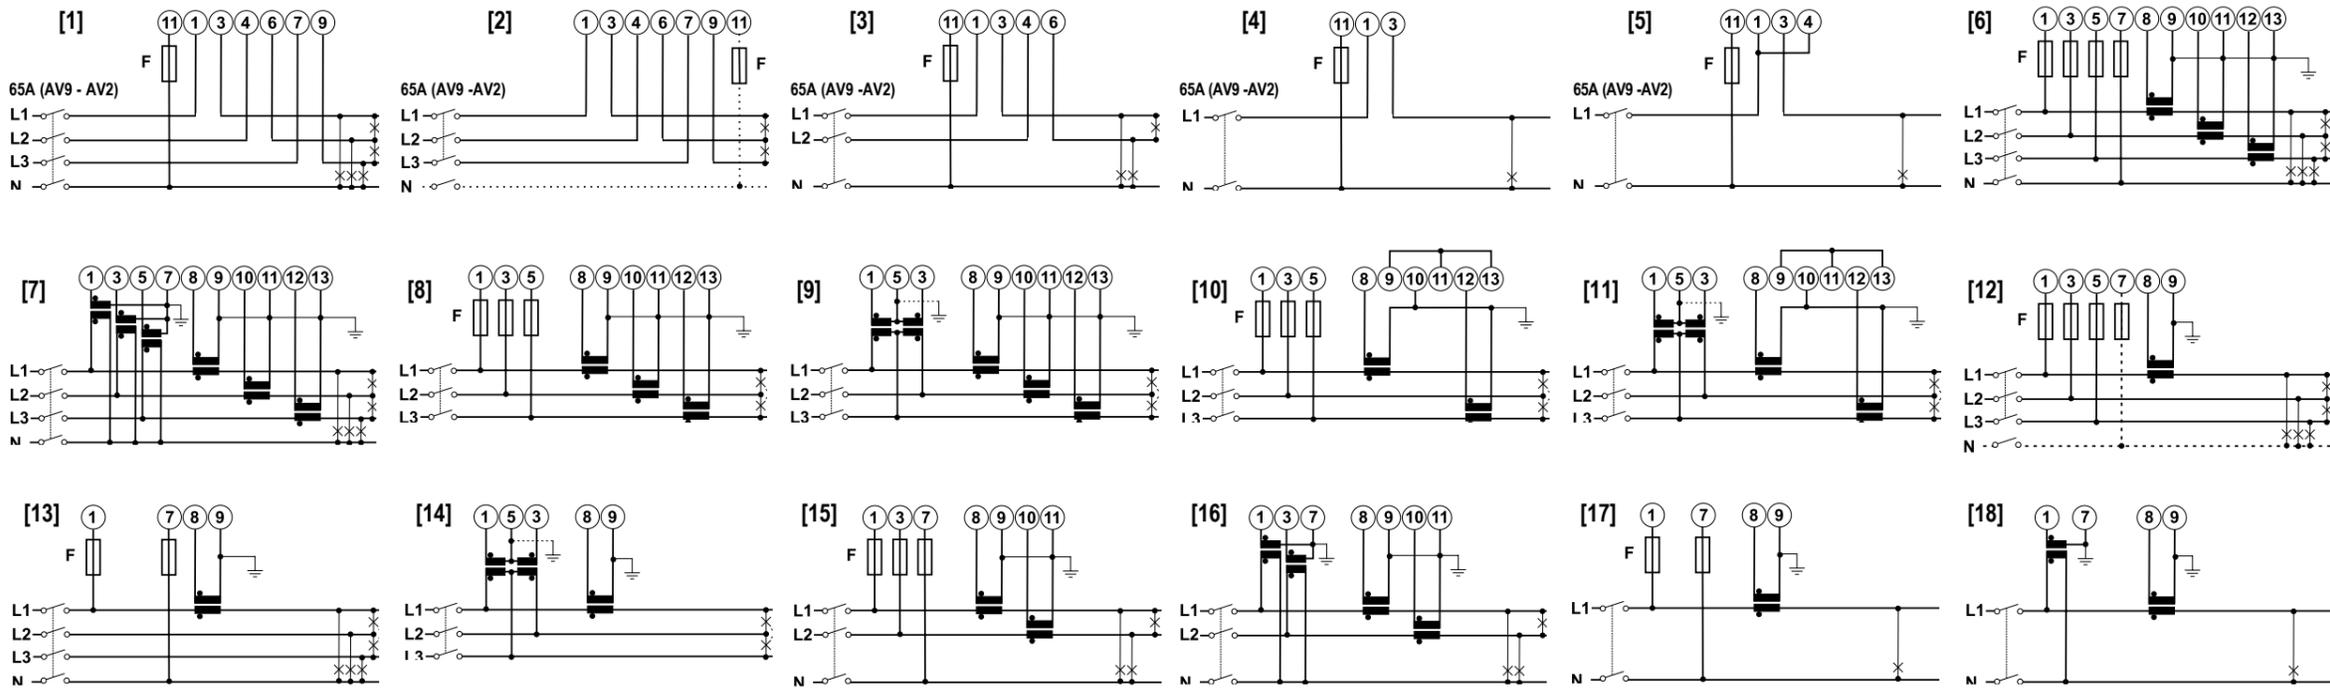 [1] 11 1 3 4 6 7 9
F
65A (AV9 - AV2)
L1
L2
L3
N
[2] 1 3 4 6 7 9 11
F
65A (AV9 -AV2)
L1
L2
L3
N
[3] 11 1 3 4 6
F
65A (AV9 -AV2)
L1
L2
N
[4] 11 1 3
F
65A (AV9 -AV2)
L1
N
[5] 11 1 3 4
F
65A (AV9 -AV2)
L1
N
[6] 1 3 5 7 8 9 10 11 12 13
F
L1
L2
L3
N
[7] 1 3 5 7 8 9 10 11 12 13
L1
L2
L3
N
[8] 1 3 5 8 9 10 11 12 13
F
L1
L2
L3
[9] 1 5 3 8 9 10 11 12 13
L1
L2
L3
[10] 1 3 5 8 9 10 11 12 13
F
L1
L2
L3
[11] 1 5 3 8 9 10 11 12 13
L1
L2
L3
[12] 1 3 5 7 8 9
F
L1
L2
L3
N
[13] 1 7 8 9
F
L1
L2
L3
N
[14] 1 5 3 8 9
L1
L2
L3
[15] 1 3 7 8 9 10 11
F
L1
L2
N
[16] 1 3 7 8 9 10 11
L1
L2
N
[17] 1 7 8 9
F
L1
N
[18] 1 7 8 9
L1
N